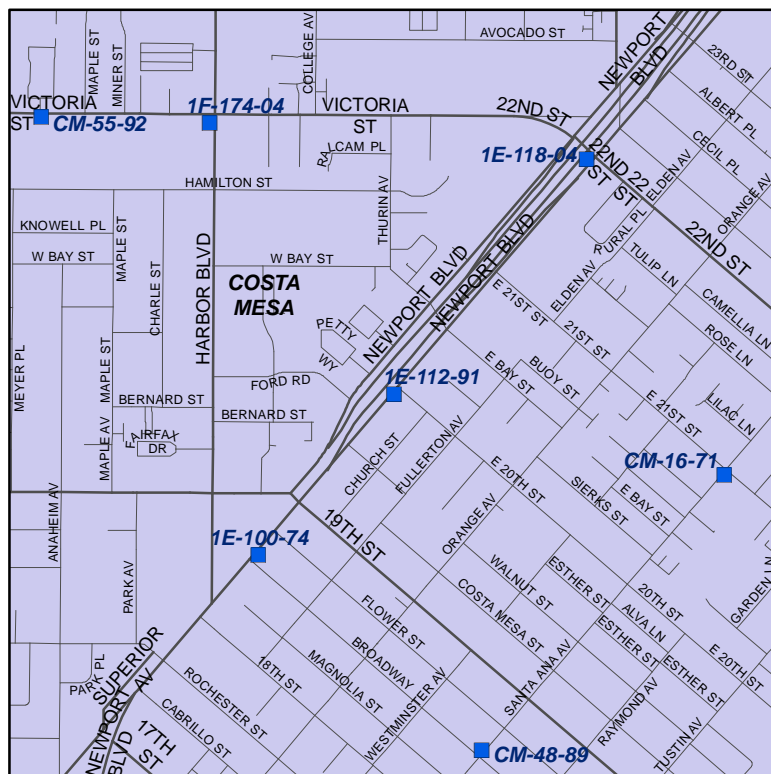 AVOCADO ST
NEWPORT
BLVD
23RD ST
MAPLE ST
MINER ST
COLLEGE AV
ALBERT PL
VICTORIA
ST
CM-55-92
1F-174-04
VICTORIA
ST
22ND ST
CECIL PL
LCAM PL
RA
1E-118-04
22ND 22
ST ST
ELDEN AV
ORANGE AV
HAMILTON ST
THURIN AV
RURAL PL
22ND ST
KNOWELL PL
MAPLE ST
W BAY ST
W BAY ST
ELDEN AV
TULIP LN
CHARLE ST
HARBOR BLVD
COSTA
MESA
NEWPORT BLVD
NEWPORT BLVD
E 21ST ST
21ST ST
CAMELLIA LN
ROSE LN
PETTY
WY
MEYER PL
MAPLE ST
FORD RD
1E-112-91
E BAY ST
BUOY ST
E 21ST ST
LILAC LN
BERNARD ST
BERNARD ST
FAIRFAX
DR
MAPLE AV
CHURCH ST
FULLERTON AV
E 20TH ST
SIERKS ST
E BAY ST
CM-16-71
ANAHEIM AV
19TH ST
ORANGE AV
1E-100-74
WALNUT ST
ESTHER ST
20TH ST
GARDEN LN
PARK AV
COSTA MESA ST
ALVA LN
FLOWER ST
ESTHER ST
ESTHER ST
E 20TH ST
BROADWAY
SANTA ANA AV
PARK PL
SUPERIOR
AV
NEWPORT
BLVD
18TH ST
MAGNOLIA ST
WESTMINSTER AV
RAYMOND AV
TUSTIN AV
ROCHESTER ST
CABRILLO ST
17TH
ST
CM-48-89